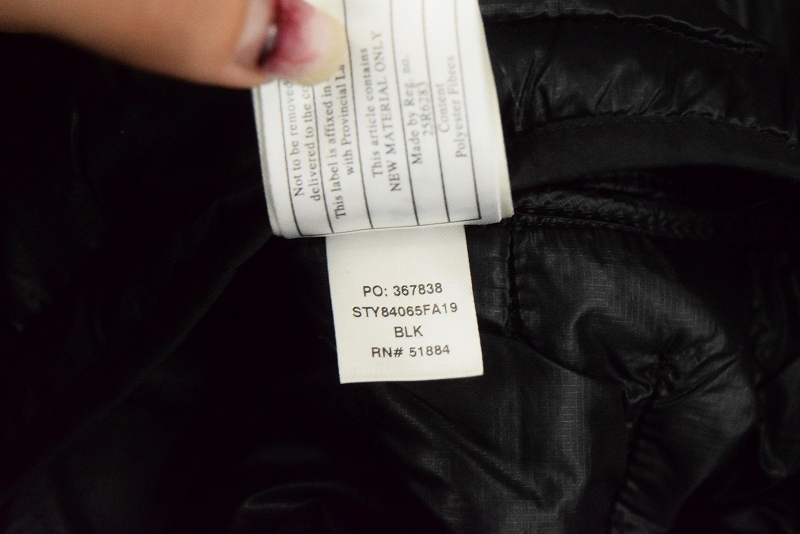 Not to be removed
delivered to the co
This label is affixed in
with Provincial La
This article contains
NEW MATERIAL ONLY
Made by Reg. no.
25R6283
Content
Polyester Fibres
PO: 367838
STY84065FA19
BLK
RN# 51884